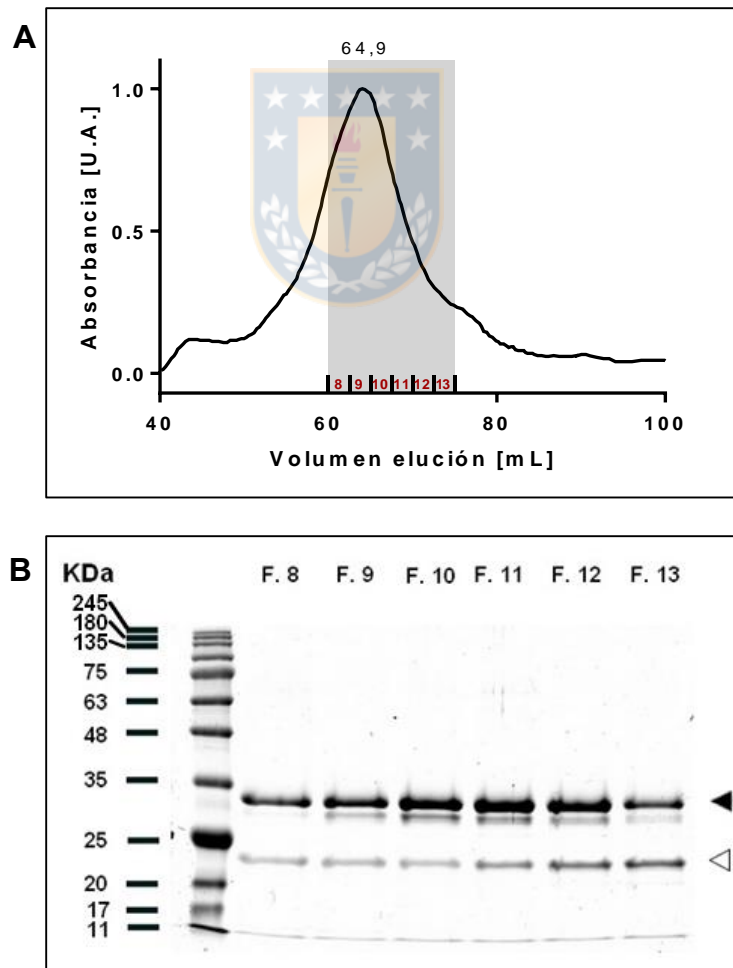 A
64,9
Absorbancia [U.A.]
1.0
0.5
0.0
8 9 10 11 12 13
40 60 80 100
Volumen elución [mL]
B
KDa F. 8 F. 9 F. 10 F. 11 F. 12 F. 13
245
180
135
75
63
48
35
25
20
17
11